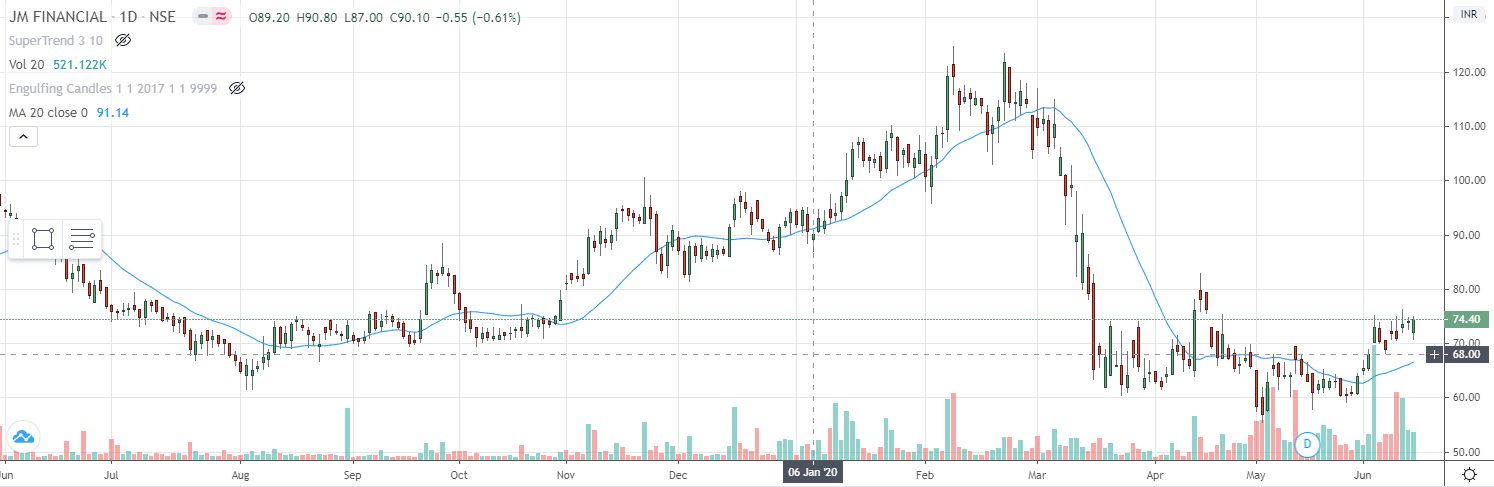 JM FINANCIAL · 1D · NSE O89.20 H90.80 L87.00 C90.10 −0.55 (−0.61%)
INR
SuperTrend 3 10
Vol 20 521.122K
Engulfing Candles 1 1 2017 1 1 9999
MA 20 close 0 91.14
120.00
110.00
100.00
90.00
80.00
74.40
70.00
68.00
60.00
50.00
D
Jun Jul Aug Sep Oct Nov Dec 06 Jan '20 Feb Mar Apr May Jun